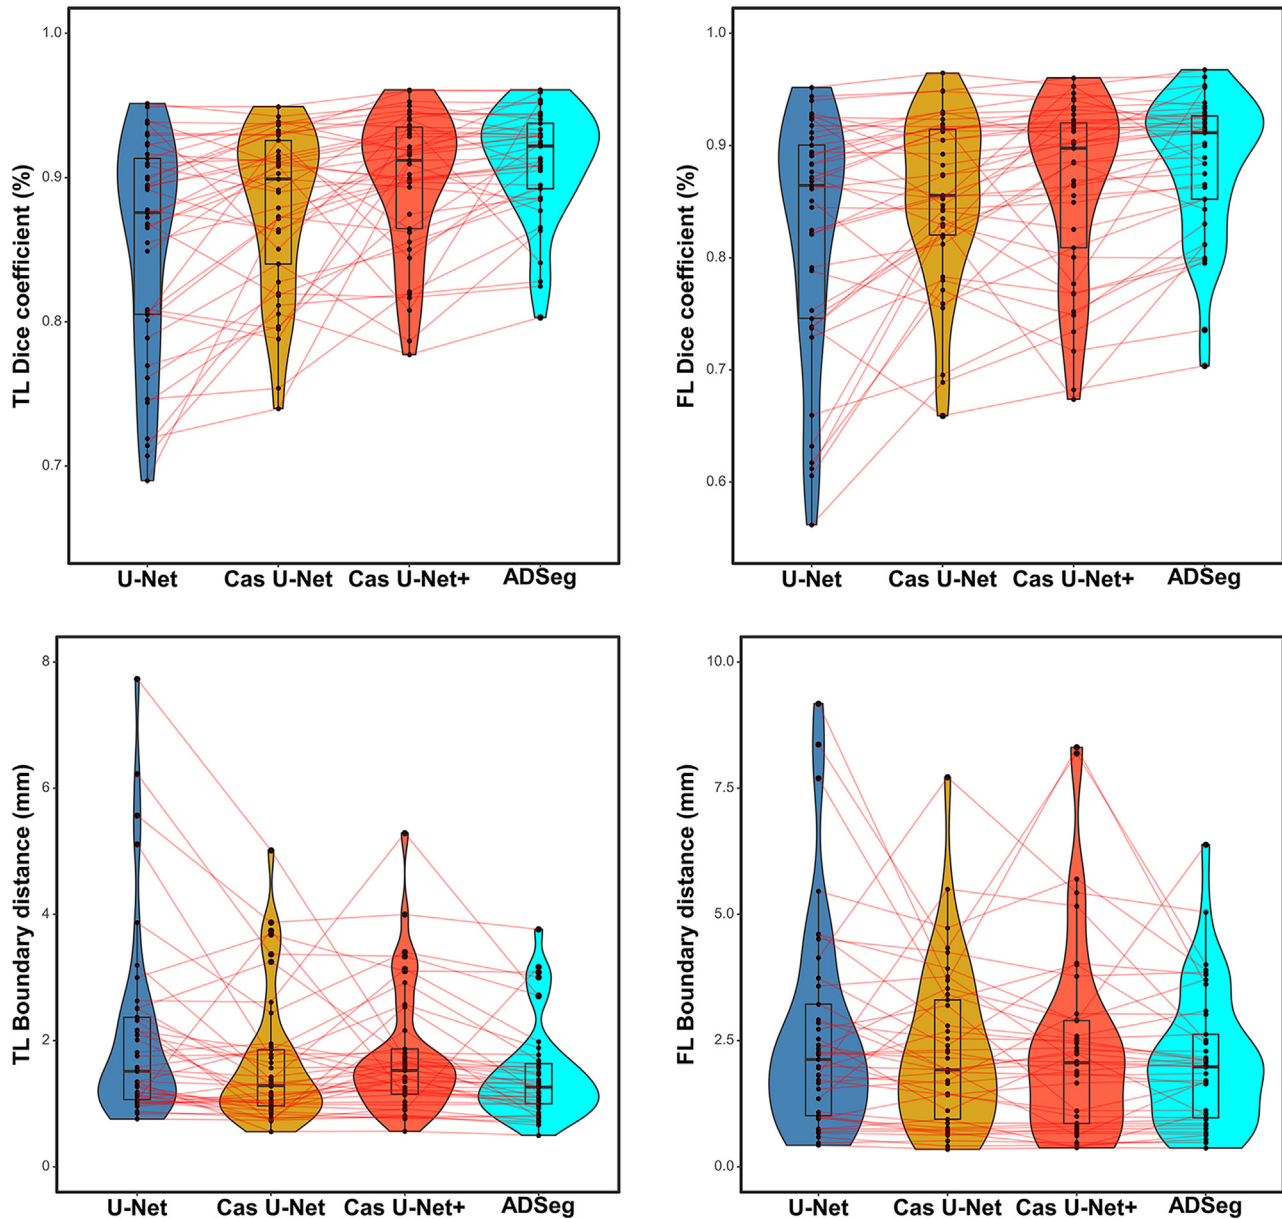 TL Dice coefficient (%)
1.0
0.9
0.8
0.7
U-Net Cas U-Net Cas U-Net+ ADSeg
FL Dice coefficient (%)
1.0
0.9
0.8
0.7
0.6
U-Net Cas U-Net Cas U-Net+ ADSeg
TL Boundary distance (mm)
8
6
4
2
0
U-Net Cas U-Net Cas U-Net+ ADSeg
FL Boundary distance (mm)
10.0
7.5
5.0
2.5
0.0
U-Net Cas U-Net Cas U-Net+ ADSeg